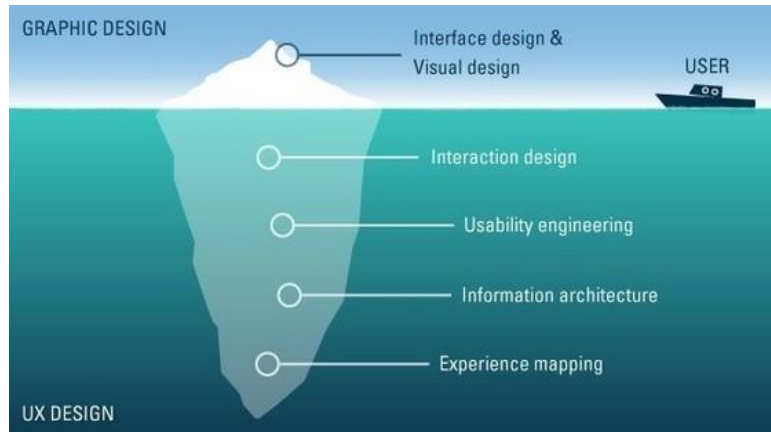 GRAPHIC DESIGN
Interface design &
Visual design
USER
Interaction design
Usability engineering
Information architecture
Experience mapping
UX DESIGN